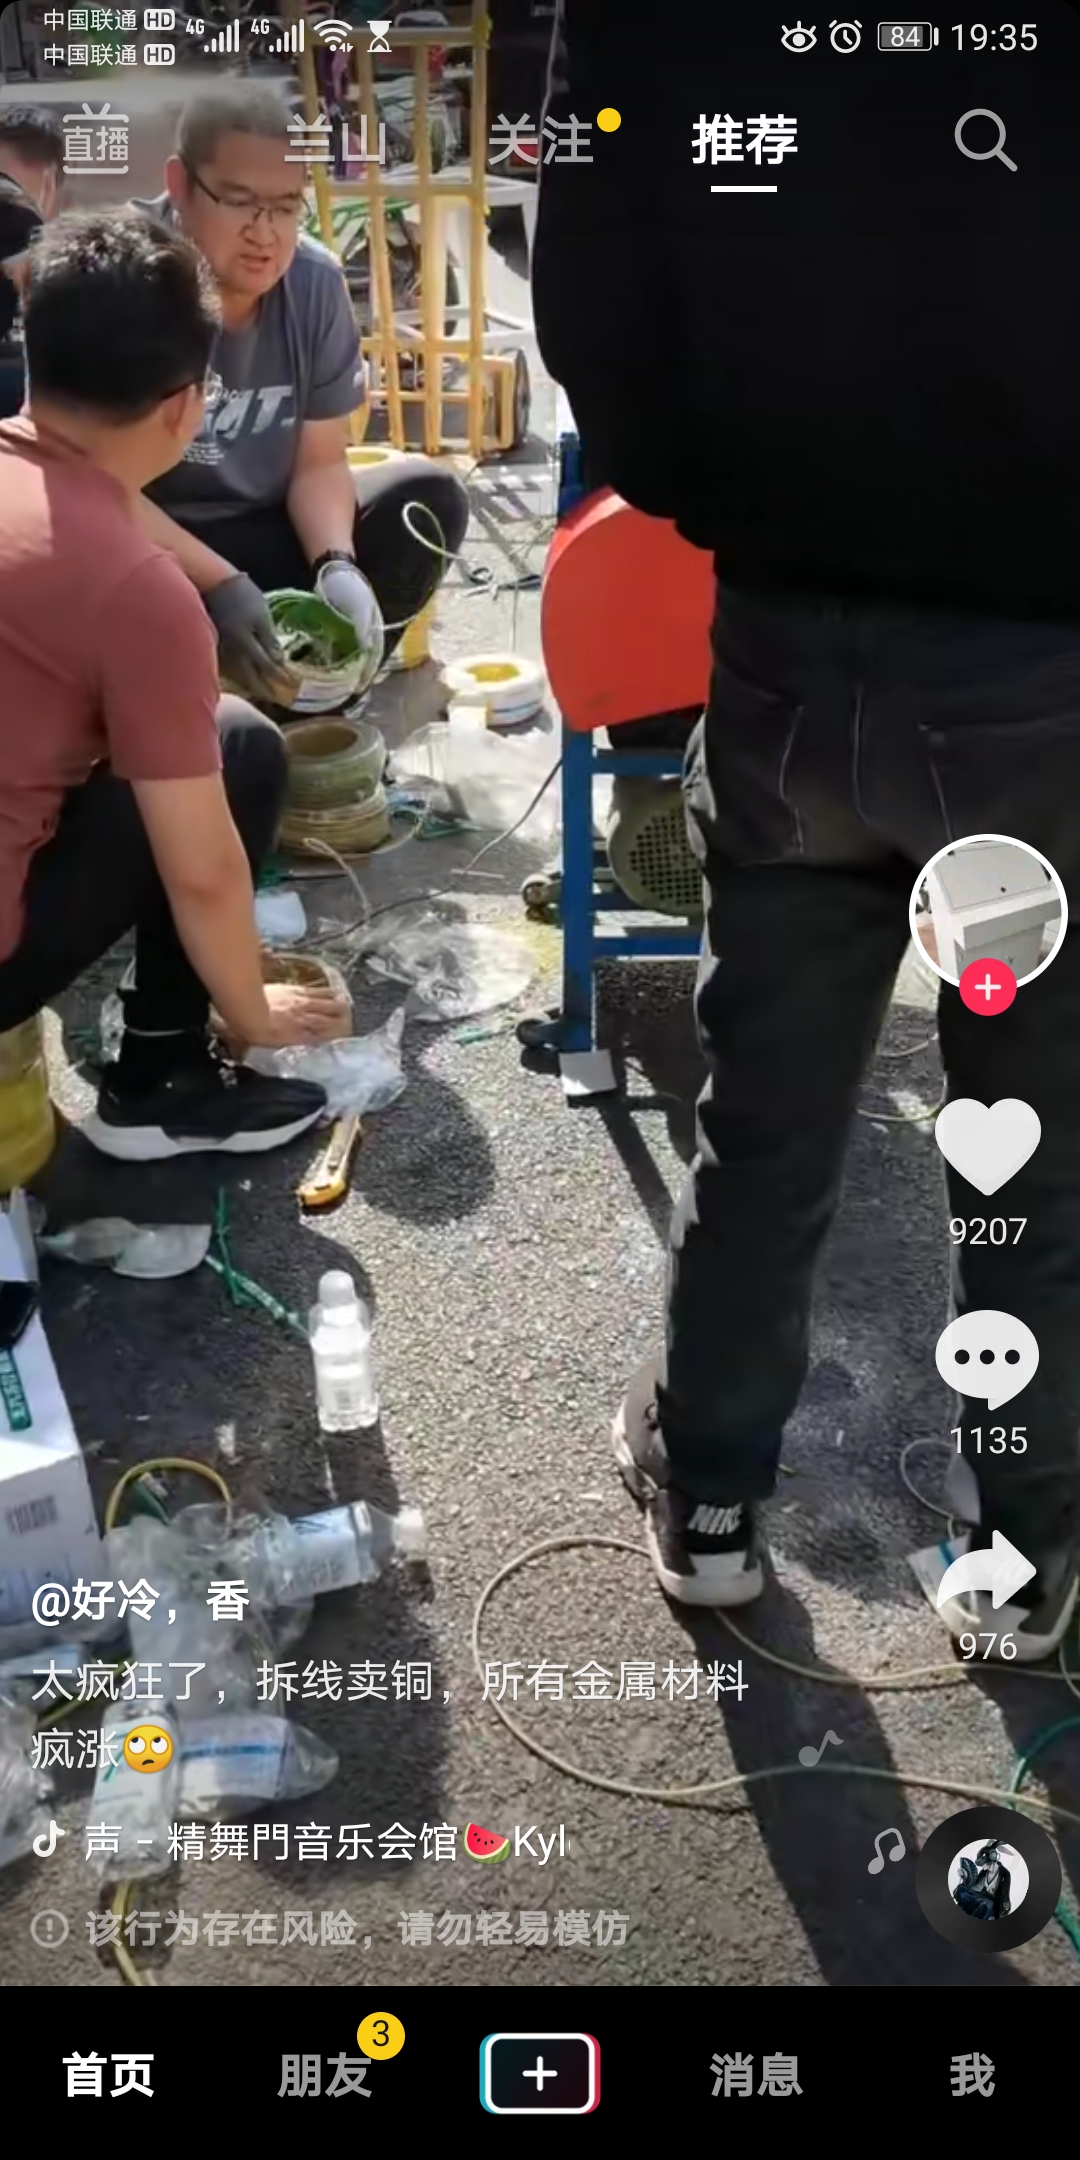 中国联通 HD 4G 4G 84 19:35
中国联通 HD
直播 兰山 关注 推荐
9207
1135
NIKE
976
@好冷，香
太疯狂了，拆线卖铜，所有金属材料
疯涨🙄
声 - 精舞門音乐会馆🍉Kyl
该行为存在风险，请勿轻易模仿
首页 朋友 3 消息 我